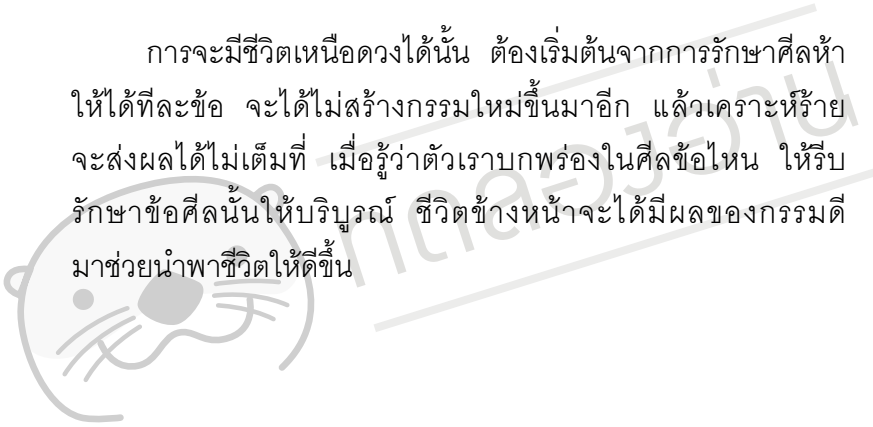 การจะมีชีวิตเหนือดวงได้นั้น ต้องเริ่มต้นจากการรักษาศีลห้า
ให้ได้ทีละข้อ จะได้ไม่สร้างกรรมใหม่ขึ้นมาอีก แล้วเคราะห์ร้าย
จะส่งผลได้ไม่เต็มที่ เมื่อรู้ว่าตัวเราบกพร่องในศีลข้อไหน ให้รีบ
รักษาข้อศีลนั้นให้บริบูรณ์ ชีวิตข้างหน้าจะได้มีผลของกรรมดี
มาช่วยนำพาชีวิตให้ดีขึ้น
ทดลองอ่าน